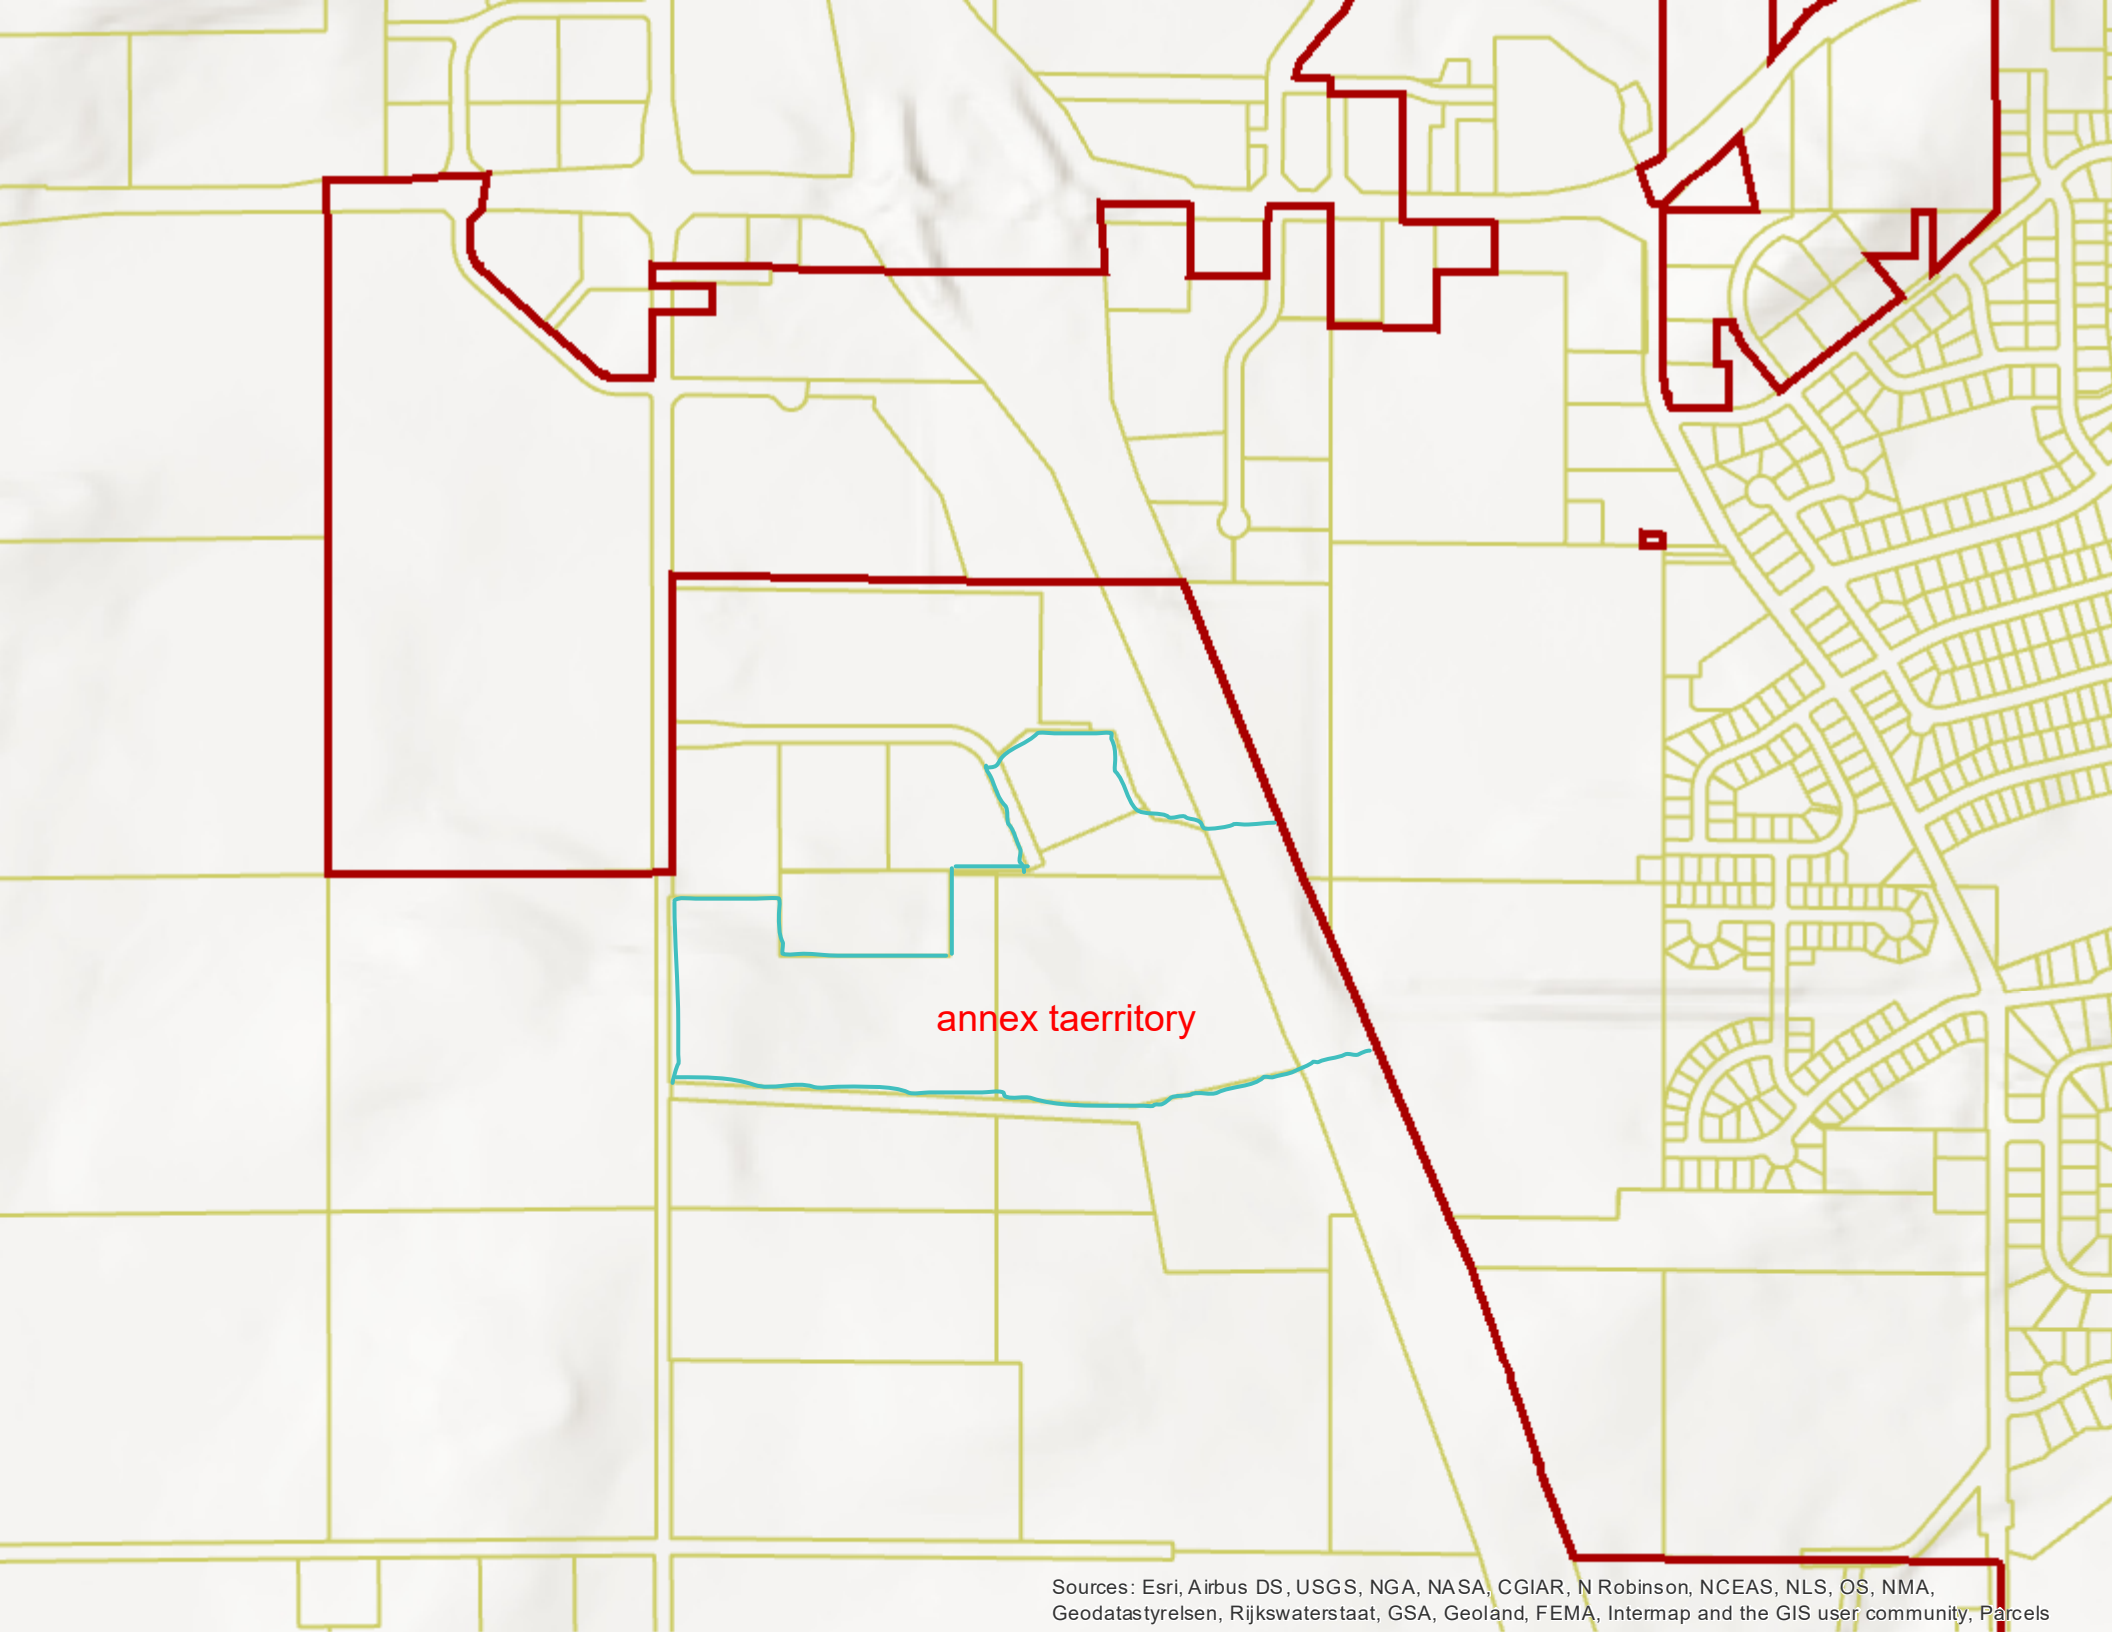 annex taerritory
Sources: Esri, Airbus DS, USGS, NGA, NASA, CGIAR, N Robinson, NCEAS, NLS, OS, NMA,
Geodatastyrelsen, Rijkswaterstaat, GSA, Geoland, FEMA, Intermap and the GIS user community, Parcels